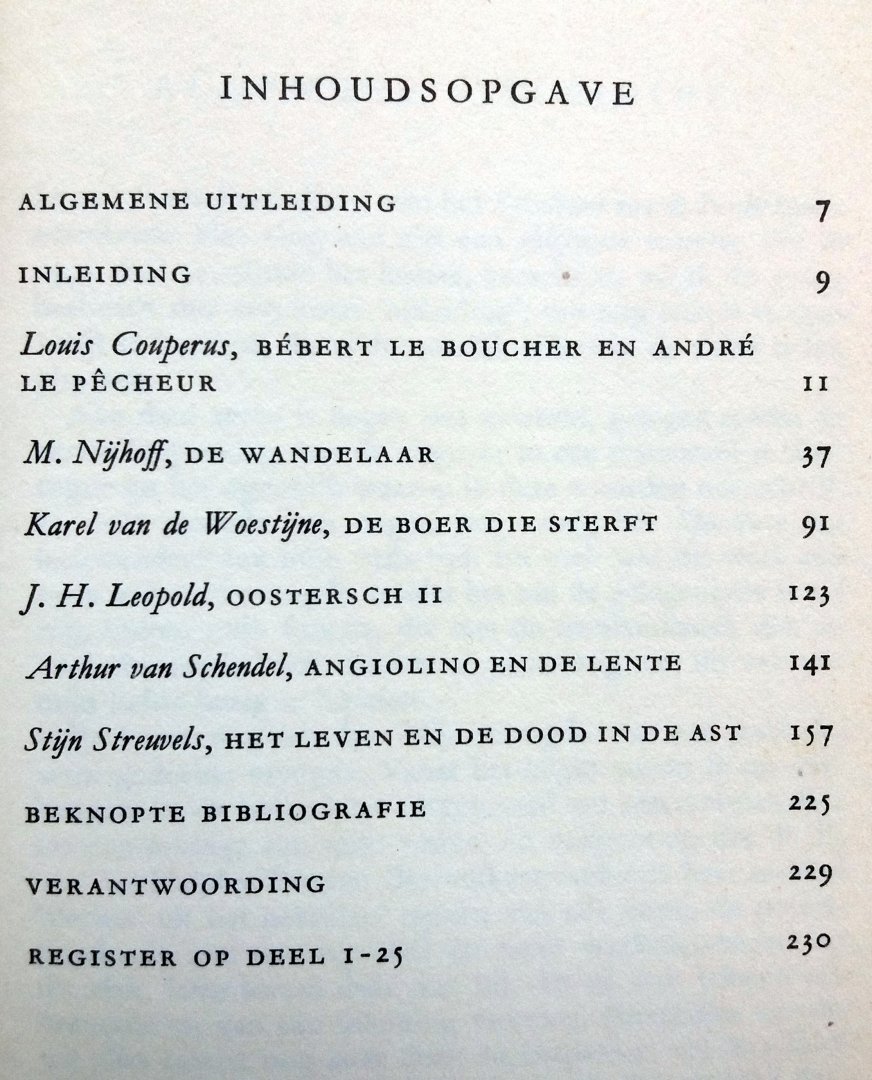 INHOUDSOPGAVE
ALGEMENE UITLEIDING 7
INLEIDING 9
Louis Couperus, BÉBERT LE BOUCHER EN ANDRÉ
LE PÊCHEUR 11
M. Nijhoff, DE WANDELAAR 37
Karel van de Woestijne, DE BOER DIE STERFT 91
J. H. Leopold, OOSTERSCH II 123
Arthur van Schendel, ANGIOLINO EN DE LENTE 141
Stijn Streuvels, HET LEVEN EN DE DOOD IN DE AST 157
BEKNOPTE BIBLIOGRAFIE 225
VERANTWOORDING 229
REGISTER OP DEEL 1-25 230